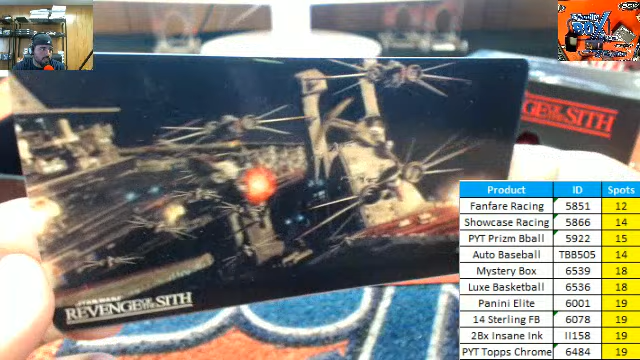 BOX
REVENGE OF THE SITH
STAR WARS
REVENGE OF THE SITH
Product ID Spots
Fanfare Racing 5851 12
Showcase Racing 5866 14
PYT Prizm Bball 5922 15
Auto Baseball TBB505 14
Mystery Box 6539 18
Luxe Basketball 6536 18
Panini Elite 6001 19
14 Sterling FB 6078 19
2Bx Insane Ink II158 19
PYT Topps Chrome 6484 19